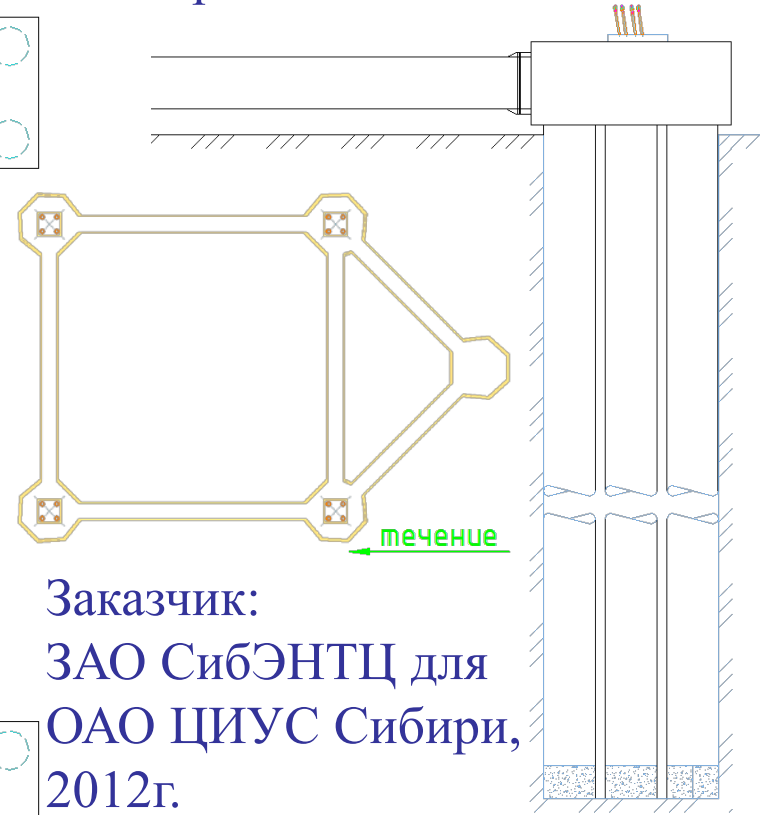 течение
Заказчик:
ЗАО СибЭНТЦ для
ОАО ЦИУС Сибири,
2012г.